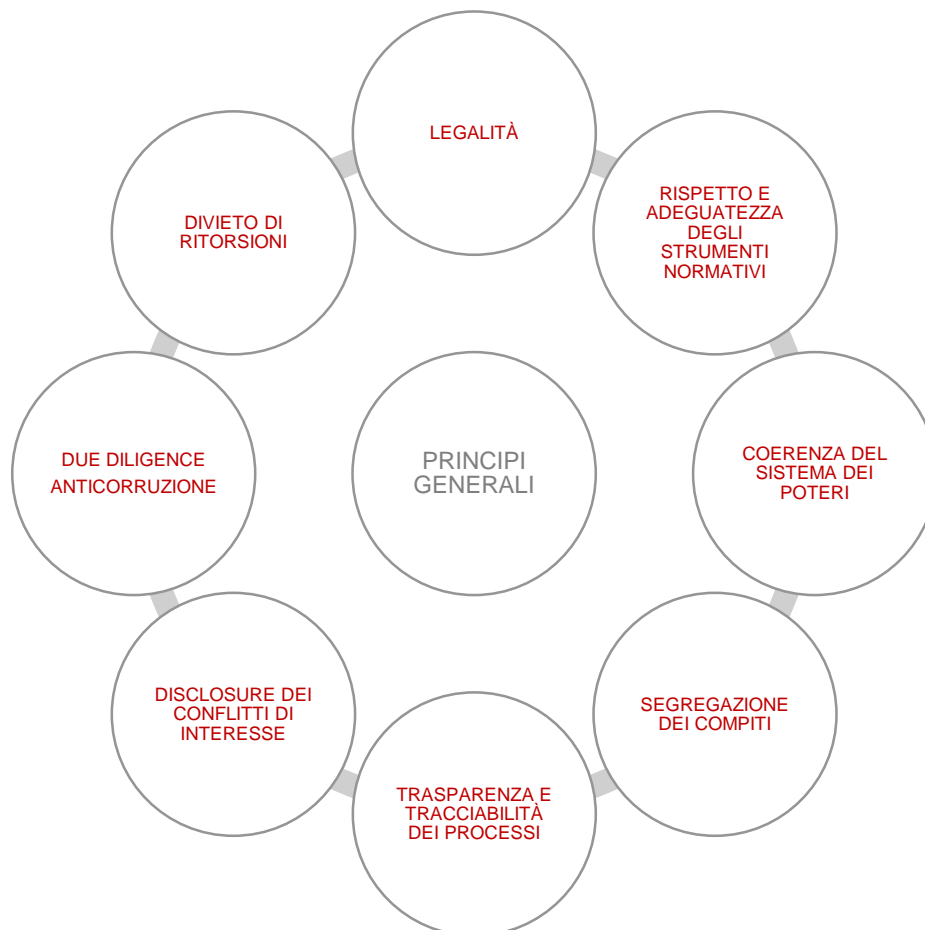 LEGALITÀ
RISPETTO E
ADEGUATEZZA
DEGLI
STRUMENTI
NORMATIVI
COERENZA DEL
SISTEMA DEI
POTERI
SEGREGAZIONE
DEI COMPITI
TRASPARENZA E
TRACCIABILITÀ
DEI PROCESSI
DISCLOSURE DEI
CONFLITTI DI
INTERESSE
DUE DILIGENCE
ANTICORRUZIONE
DIVIETO DI
RITORSIONI
PRINCIPI
GENERALI